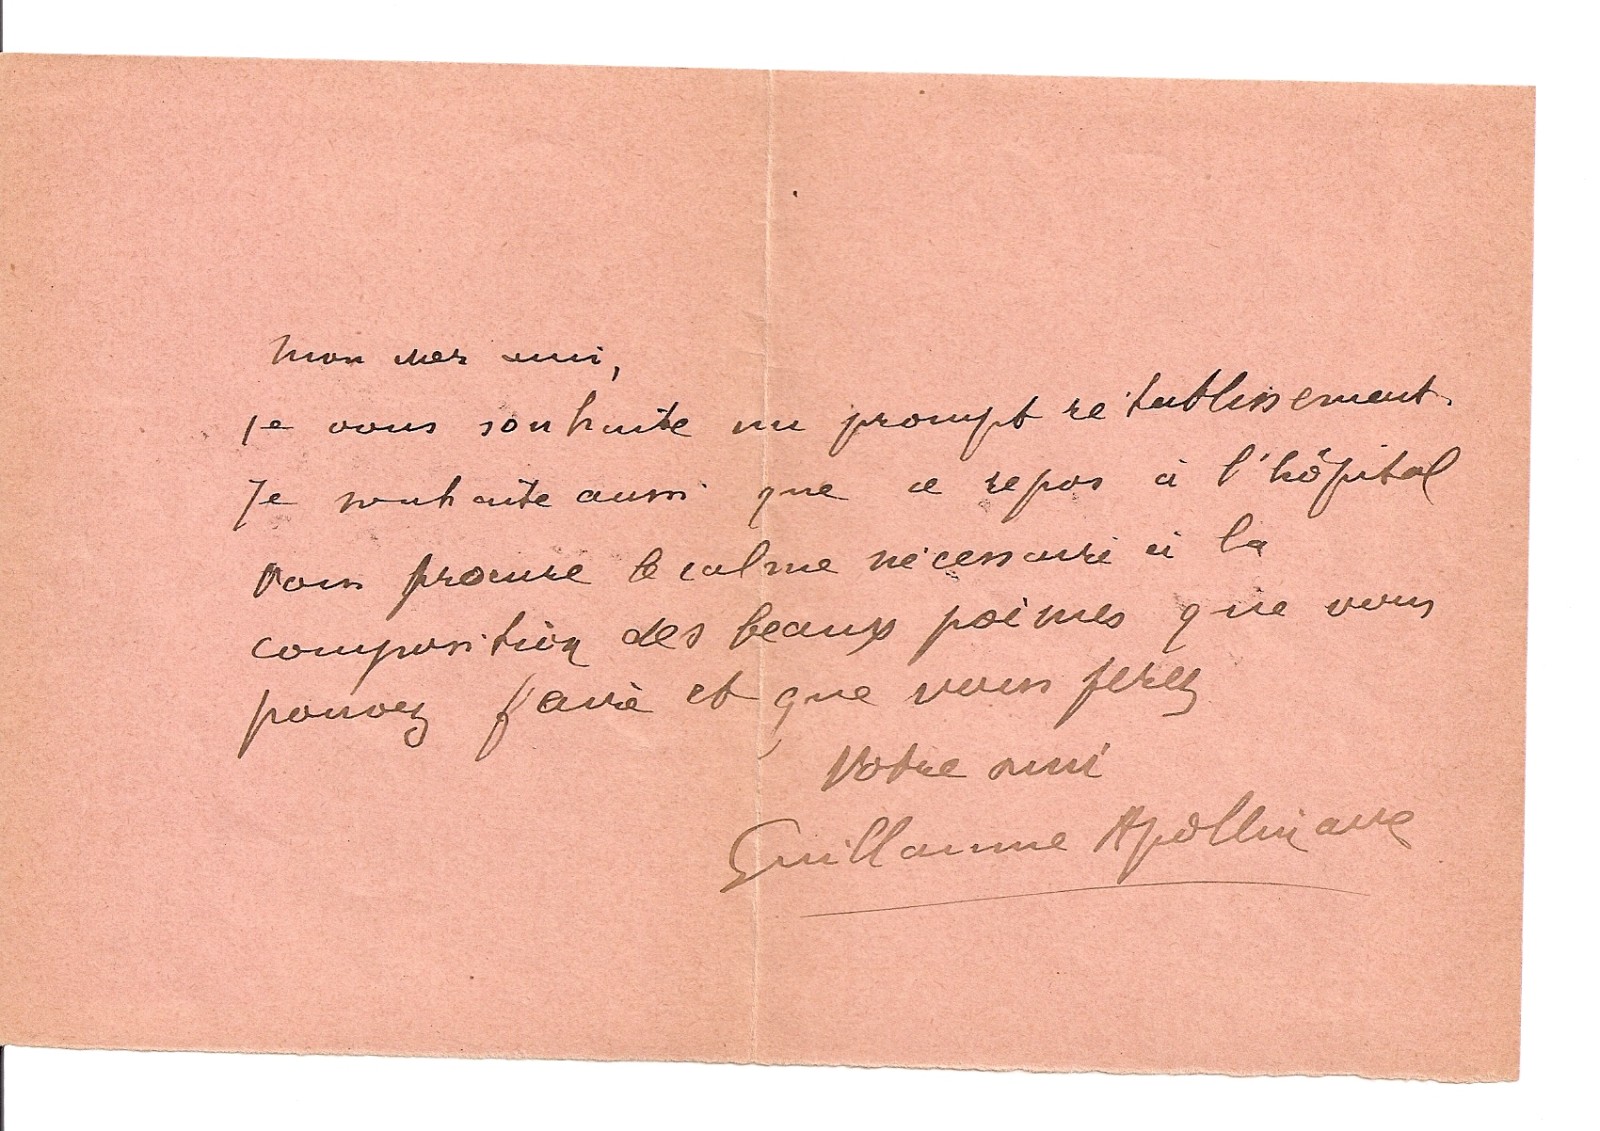 Mon cher ami,
je vous souhaite un prompt rétablissement.
Je souhaite aussi que ce repos à l'hôpital
vous procure le calme nécessaire à la
composition des beaux poèmes que vous
pouvez faire et que vous ferez
Votre ami
Guillaume Apollinaire